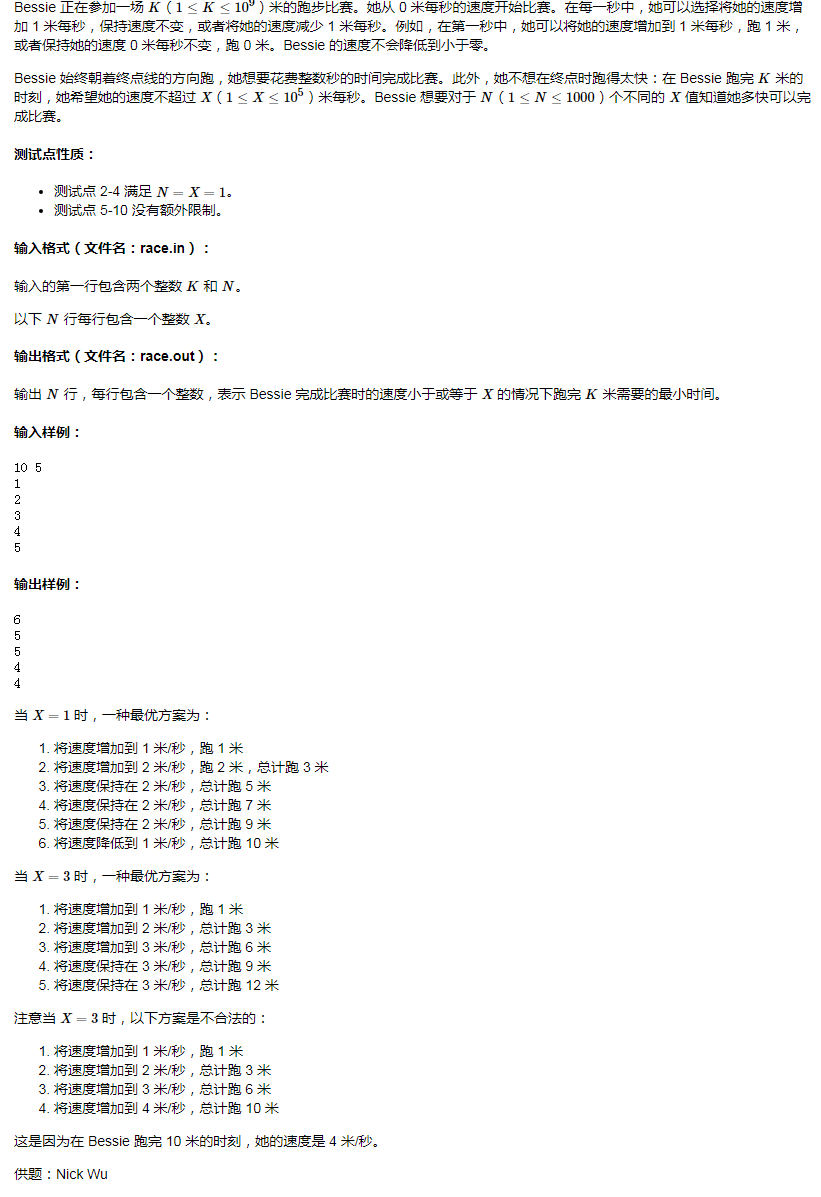 Bessie 正在参加一场 K（1 ≤ K ≤ 10^9）米的跑步比赛。她从 0 米每秒的速度开始比赛。在每一秒中，她可以选择将她的速度增
加 1 米每秒，保持速度不变，或者将她的速度减少 1 米每秒。例如，在第一秒中，她可以将她的速度增加到 1 米每秒，跑 1 米，
或者保持她的速度 0 米每秒不变，跑 0 米。Bessie 的速度不会降低到小于零。
Bessie 始终朝着终点线的方向跑，她想要花费整数秒的时间完成比赛。此外，她不想在终点时跑得太快：在 Bessie 跑完 K 米的
时刻，她希望她的速度不超过 X（1 ≤ X ≤ 10^5）米每秒。Bessie 想要对于 N（1 ≤ N ≤ 1000）个不同的 X 值知道她多快可以完
成比赛。
测试点性质：
• 测试点 2-4 满足 N = X = 1。
• 测试点 5-10 没有额外限制。
输入格式（文件名：race.in）：
输入的第一行包含两个整数 K 和 N。
以下 N 行每行包含一个整数 X。
输出格式（文件名：race.out）：
输出 N 行，每行包含一个整数，表示 Bessie 完成比赛时的速度小于或等于 X 的情况下跑完 K 米需要的最小时间。
输入样例：
10 5
1
2
3
4
5
输出样例：
6
5
5
4
4
当 X = 1 时，一种最优方案为：
1. 将速度增加到 1 米/秒，跑 1 米
2. 将速度增加到 2 米/秒，跑 2 米，总计跑 3 米
3. 将速度保持在 2 米/秒，总计跑 5 米
4. 将速度保持在 2 米/秒，总计跑 7 米
5. 将速度保持在 2 米/秒，总计跑 9 米
6. 将速度降低到 1 米/秒，总计跑 10 米
当 X = 3 时，一种最优方案为：
1. 将速度增加到 1 米/秒，跑 1 米
2. 将速度增加到 2 米/秒，总计跑 3 米
3. 将速度增加到 3 米/秒，总计跑 6 米
4. 将速度保持在 3 米/秒，总计跑 9 米
5. 将速度保持在 3 米/秒，总计跑 12 米
注意当 X = 3 时，以下方案是不合法的：
1. 将速度增加到 1 米/秒，跑 1 米
2. 将速度增加到 2 米/秒，总计跑 3 米
3. 将速度增加到 3 米/秒，总计跑 6 米
4. 将速度增加到 4 米/秒，总计跑 10 米
这是因为在 Bessie 跑完 10 米的时刻，她的速度是 4 米/秒。
供题：Nick Wu